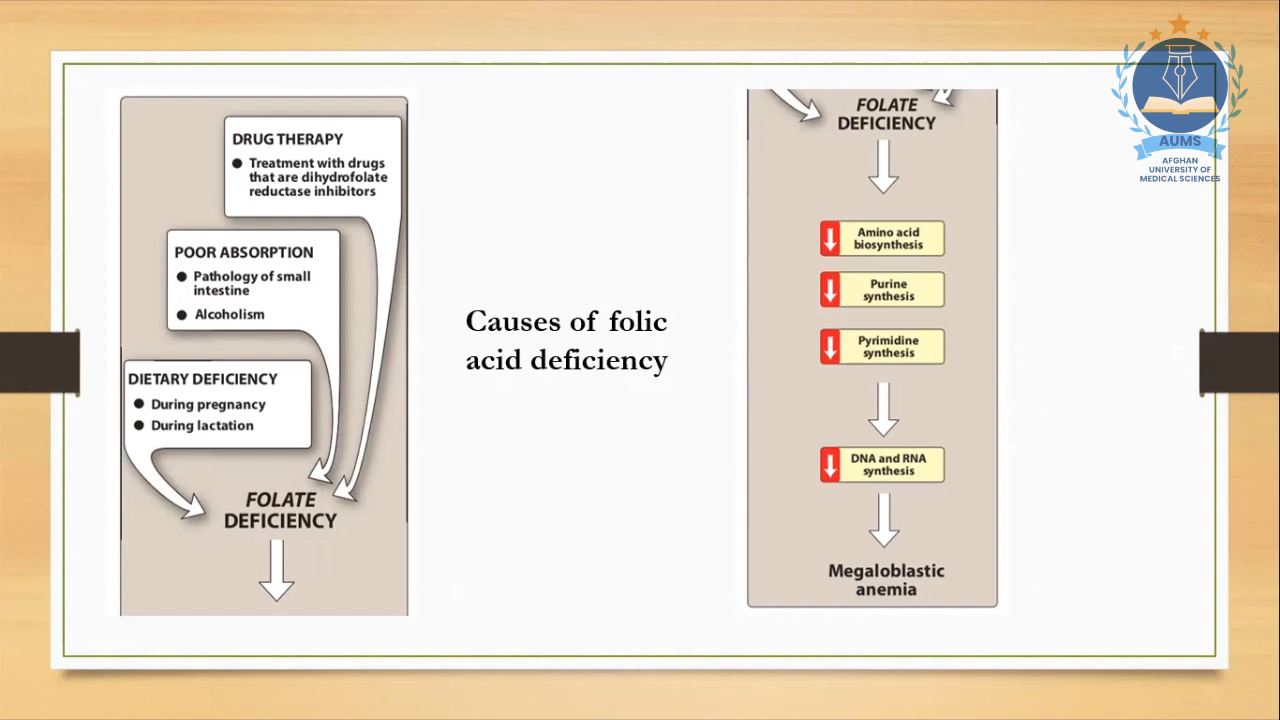 DRUG THERAPY
● Treatment with drugs
that are dihydrofolate
reductase inhibitors
POOR ABSORPTION
● Pathology of small
intestine
● Alcoholism
DIETARY DEFICIENCY
● During pregnancy
● During lactation
FOLATE
DEFICIENCY
Causes of folic
acid deficiency
FOLATE
DEFICIENCY
Amino acid
biosynthesis
Purine
synthesis
Pyrimidine
synthesis
DNA and RNA
synthesis
Megaloblastic
anemia
AUMS
AFGHAN
UNIVERSITY OF
MEDICAL SCIENCES